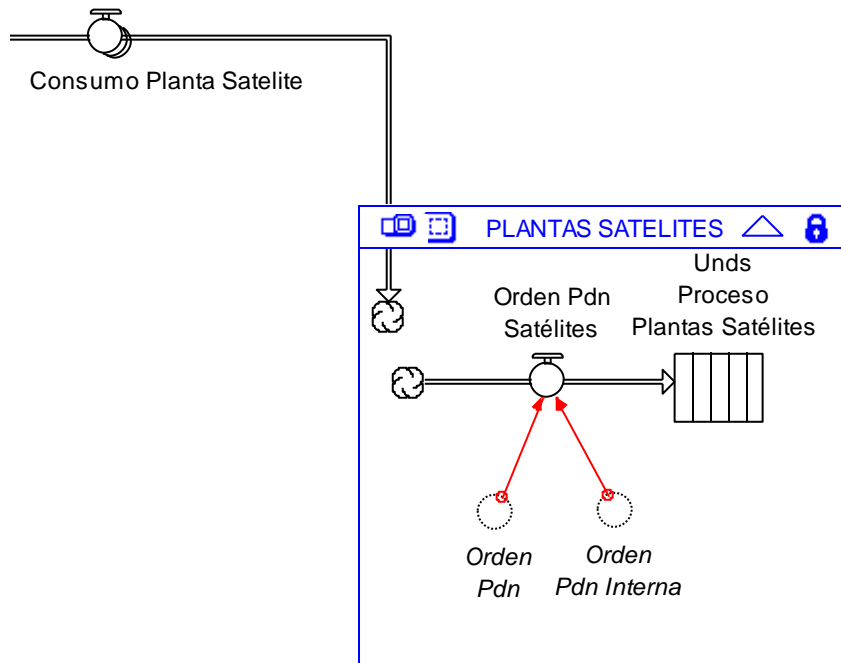 Consumo Planta Satelite
PLANTAS SATELITES
Unds
Proceso
Plantas Satélites
Orden Pdn
Satélites
Orden
Pdn
Orden
Pdn Interna